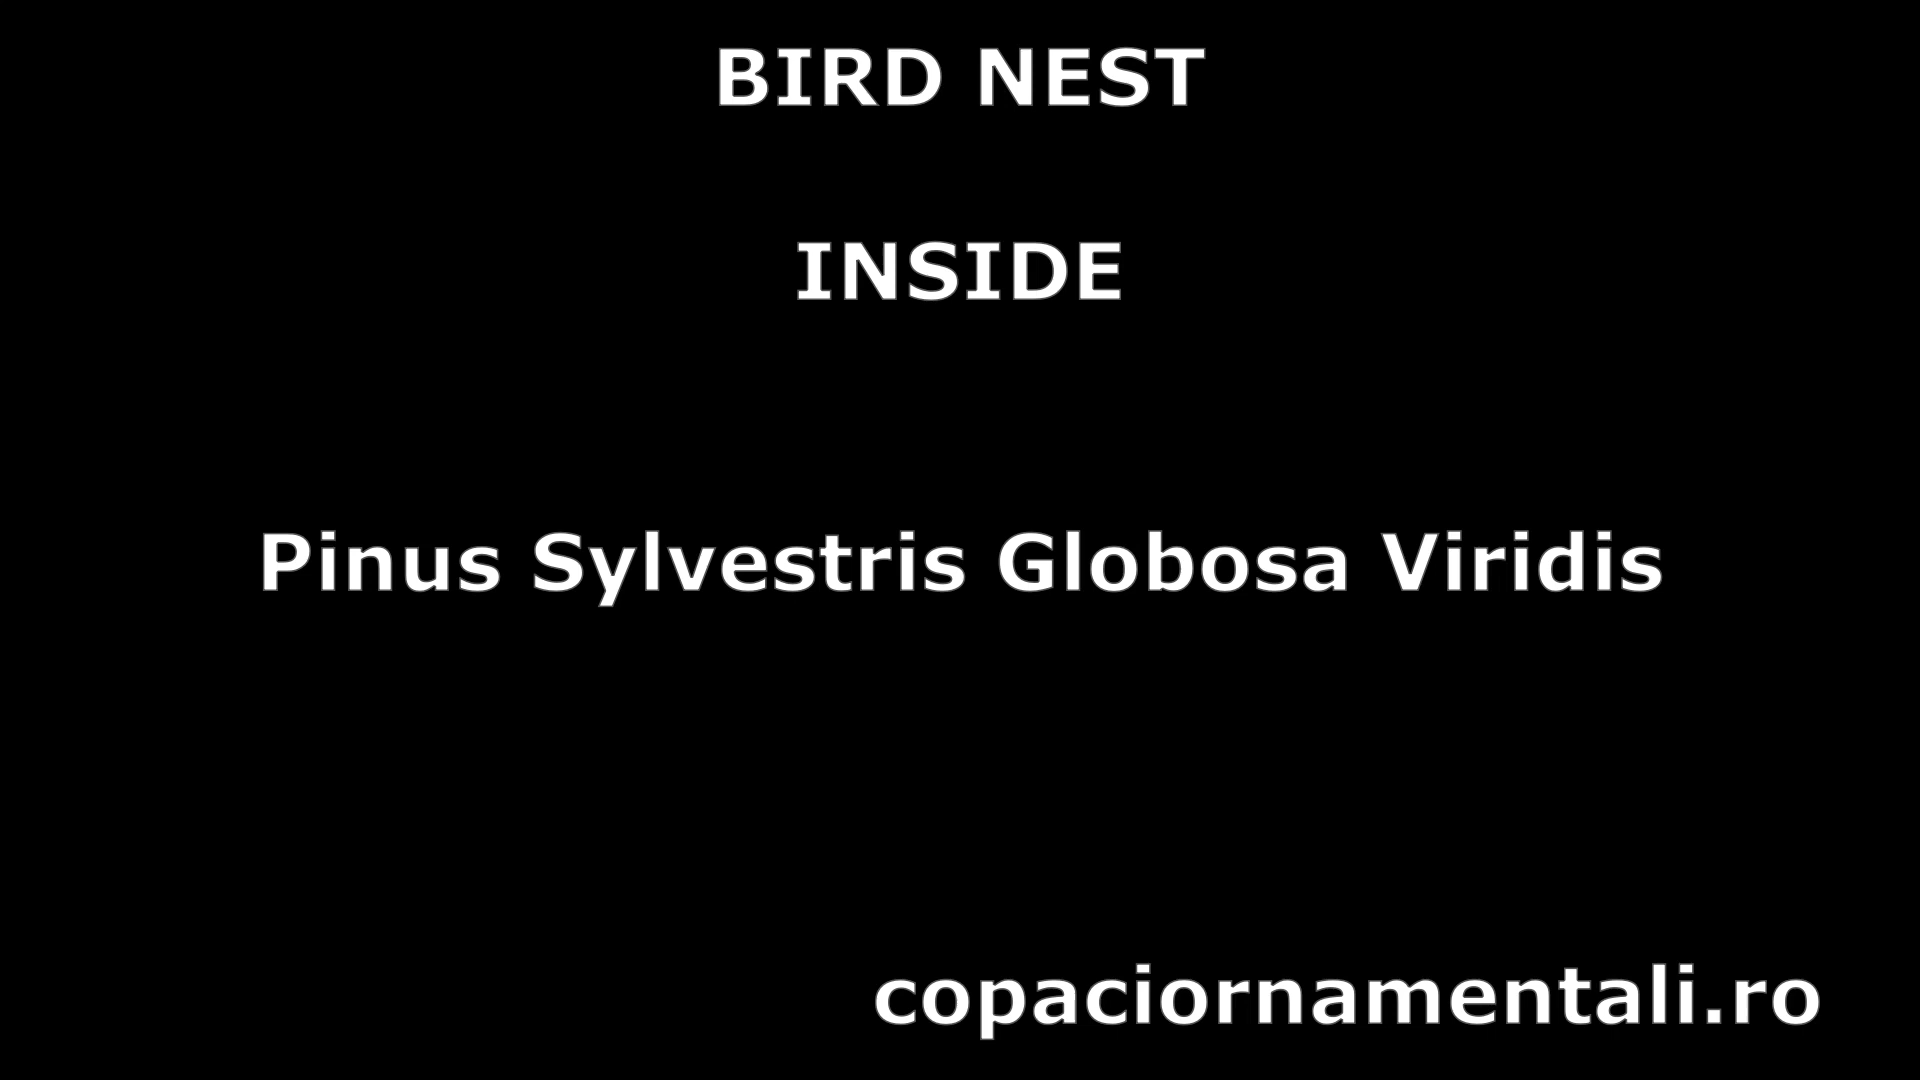 BIRD NEST
INSIDE
Pinus Sylvestris Globosa Viridis
copaciornamentali.ro